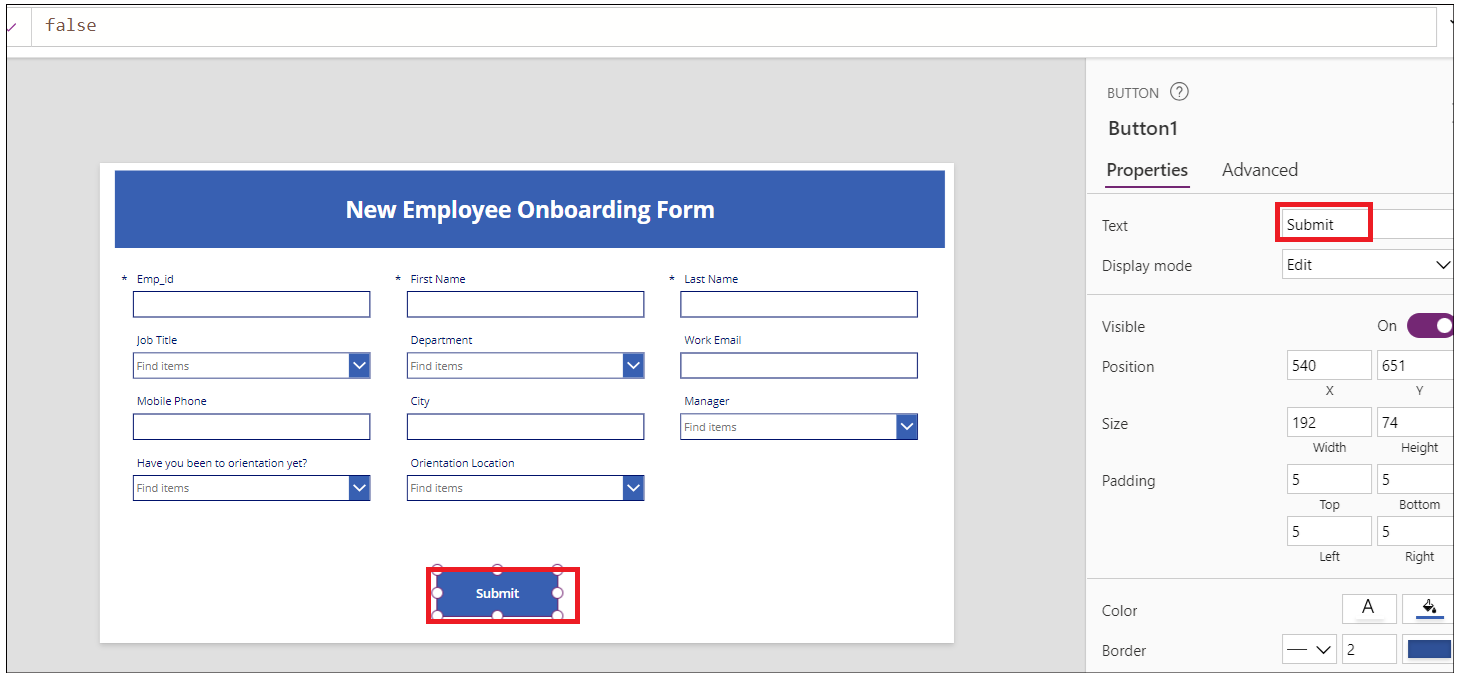 false
BUTTON ?
Button1
Properties Advanced
New Employee Onboarding Form
Text Submit
Display mode Edit
* Emp_id * First Name * Last Name
Visible On
Job Title Department Work Email
Find items Find items
Position 540 651
X Y
Mobile Phone City Manager
Find items
Size 192 74
Width Height
Have you been to orientation yet? Orientation Location
Find items Find items
Padding 5 5
Top Bottom
5 5
Left Right
Submit
Color A
Border 2